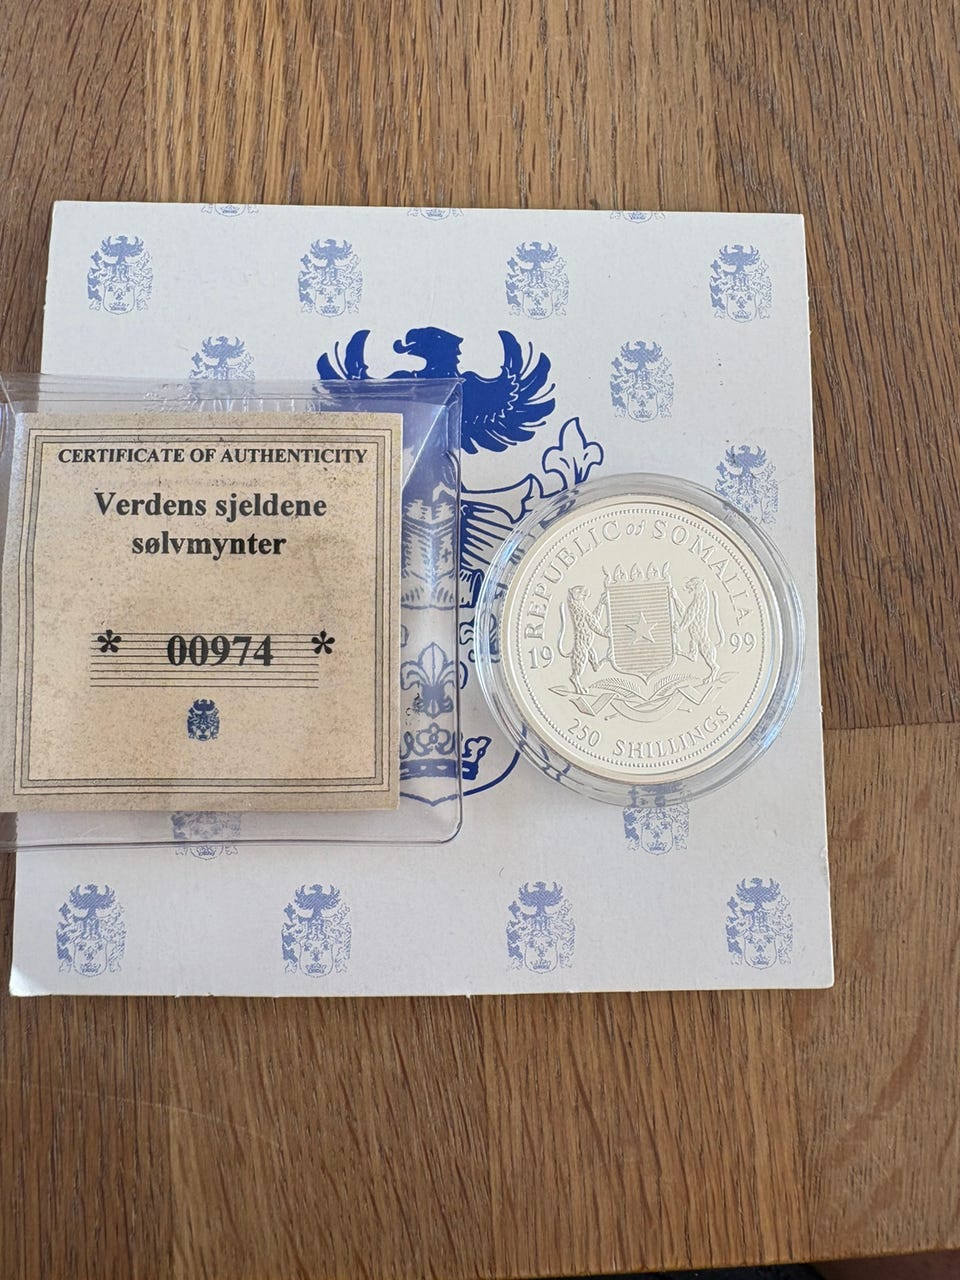 CERTIFICATE OF AUTHENTICITY
Verdens sjeldene
sølvmynter
* 00974 *
REPUBLIC of SOMALIA
19 99
250 SHILLINGS